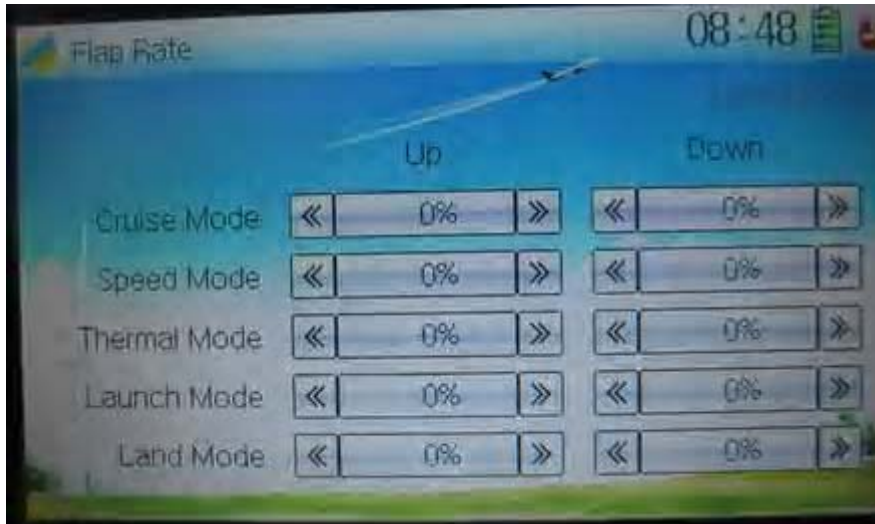 Flap Rate 08:48
Up Down
Cruise Mode « 0% » « 0% »
Speed Mode « 0% » « 0% »
Thermal Mode « 0% » « 0% »
Launch Mode « 0% » « 0% »
Land Mode « 0% » « 0% »